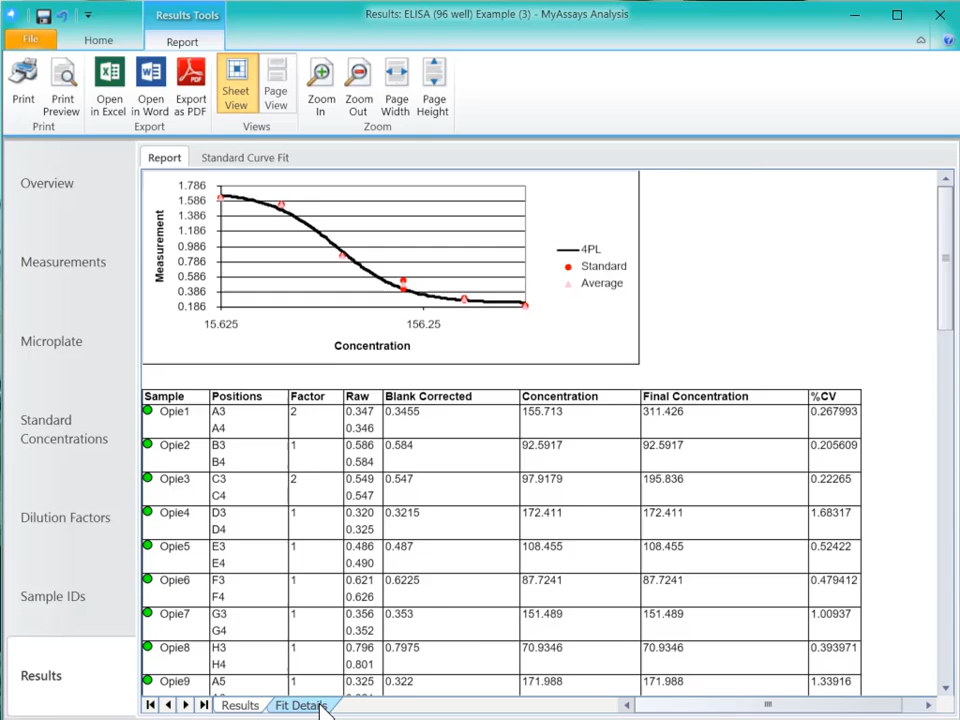 Results Tools
Results: ELISA (96 well) Example (3) - MyAssays Analysis
File
Home
Report
Print
Print Preview
Open in Excel
Open in Word
Export as PDF
Sheet View
Page View
Zoom In
Zoom Out
Page Width
Page Height
Print
Export
Views
Zoom
Overview
Measurements
Microplate
Standard Concentrations
Dilution Factors
Sample IDs
Results
Report
Standard Curve Fit
Measurement
1.786
1.586
1.386
1.186
0.986
0.786
0.586
0.386
0.186
15.625
156.25
Concentration
4PL
Standard
Average
Sample Positions Factor Raw Blank Corrected Concentration Final Concentration %CV
Opie1 A3 2 0.347 0.3455 155.713 311.426 0.267993
A4 0.346
Opie2 B3 1 0.586 0.584 92.5917 92.5917 0.205609
B4 0.584
Opie3 C3 2 0.549 0.547 97.9179 195.836 0.22265
C4 0.547
Opie4 D3 1 0.320 0.3215 172.411 172.411 1.68317
D4 0.325
Opie5 E3 1 0.486 0.487 108.455 108.455 0.52422
E4 0.490
Opie6 F3 1 0.621 0.6225 87.7241 87.7241 0.479412
F4 0.626
Opie7 G3 1 0.356 0.353 151.489 151.489 1.00937
G4 0.352
Opie8 H3 1 0.796 0.7975 70.9346 70.9346 0.393971
H4 0.801
Opie9 A5 1 0.325 0.322 171.988 171.988 1.33916
Results
Fit Details